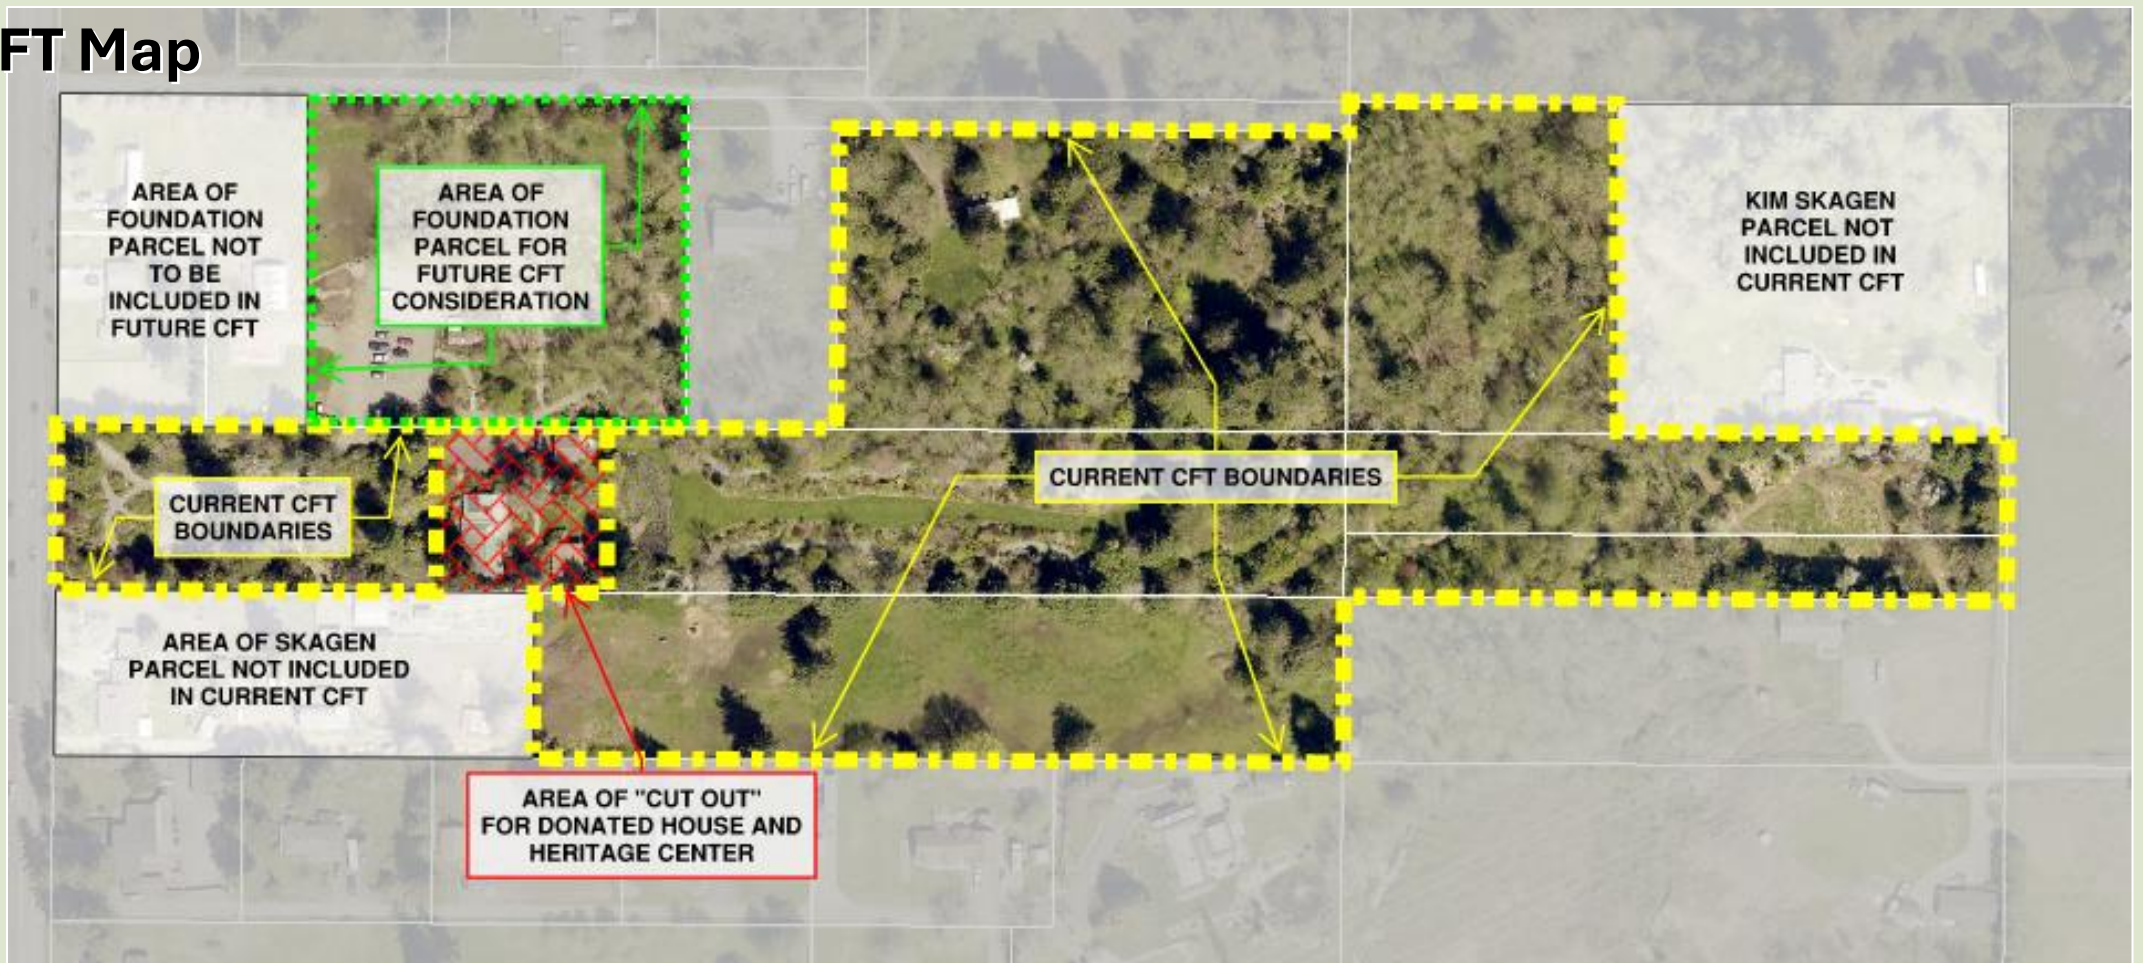 FT Map
AREA OF
FOUNDATION
PARCEL NOT
TO BE
INCLUDED IN
FUTURE CFT
AREA OF
FOUNDATION
PARCEL FOR
FUTURE CFT
CONSIDERATION
KIM SKAGEN
PARCEL NOT
INCLUDED IN
CURRENT CFT
CURRENT CFT
BOUNDARIES
CURRENT CFT BOUNDARIES
AREA OF SKAGEN
PARCEL NOT INCLUDED
IN CURRENT CFT
AREA OF "CUT OUT"
FOR DONATED HOUSE AND
HERITAGE CENTER